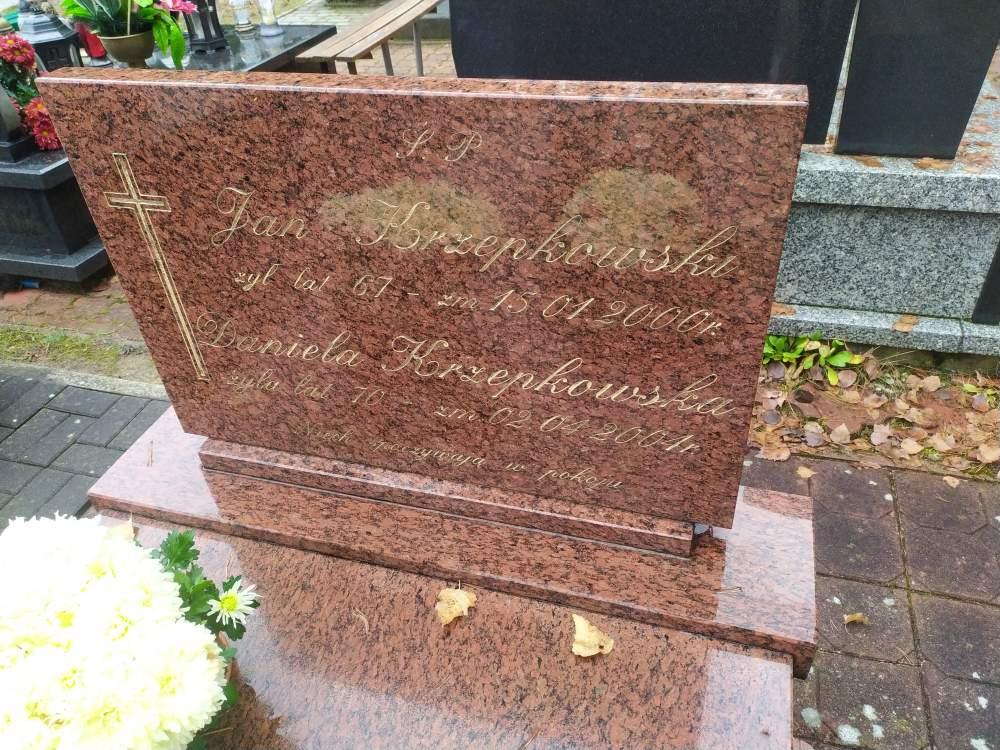 Ś. P
Jan Krzepkowski
żył lat 67 - zm. 15.01.2000r.
Daniela Krzepkowska
żyła lat 70 - zm. 02.04.2004r.
Niech spoczywają w pokoju